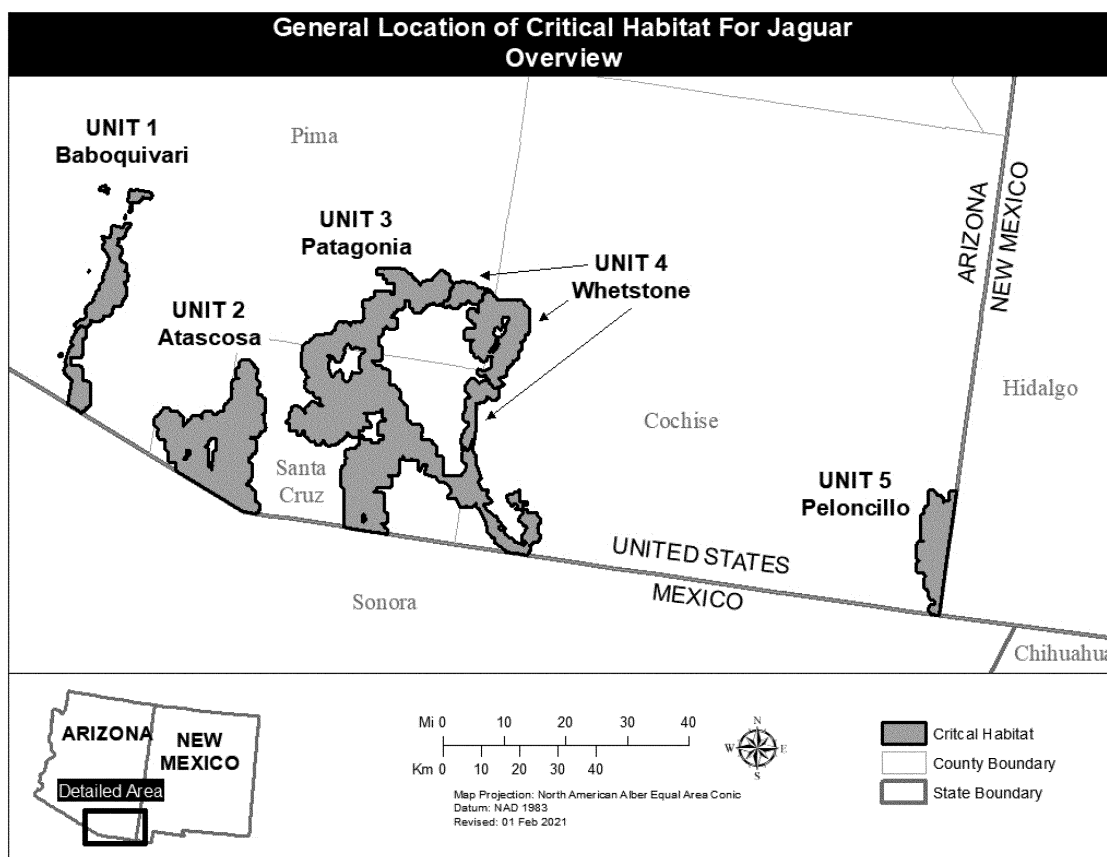 General Location of Critical Habitat For Jaguar
Overview
UNIT 1
Baboquivari
Pima
UNIT 3
Patagonia
UNIT 4
Whetstone
ARIZONA
NEW MEXICO
UNIT 2
Atascosa
Hidalgo
Cochise
Santa
Cruz
UNIT 5
Peloncillo
UNITED STATES
MEXICO
Sonora
Chihuahua
ARIZONA
NEW
MEXICO
Detailed Area
Mi 0 10 20 30 40
Km 0 10 20 30 40
Map Projection: North American Alber Equal Area Conic
Datum: NAD 1983
Revised: 01 Feb 2021
N
W E
S
Critcal Habitat
County Boundary
State Boundary